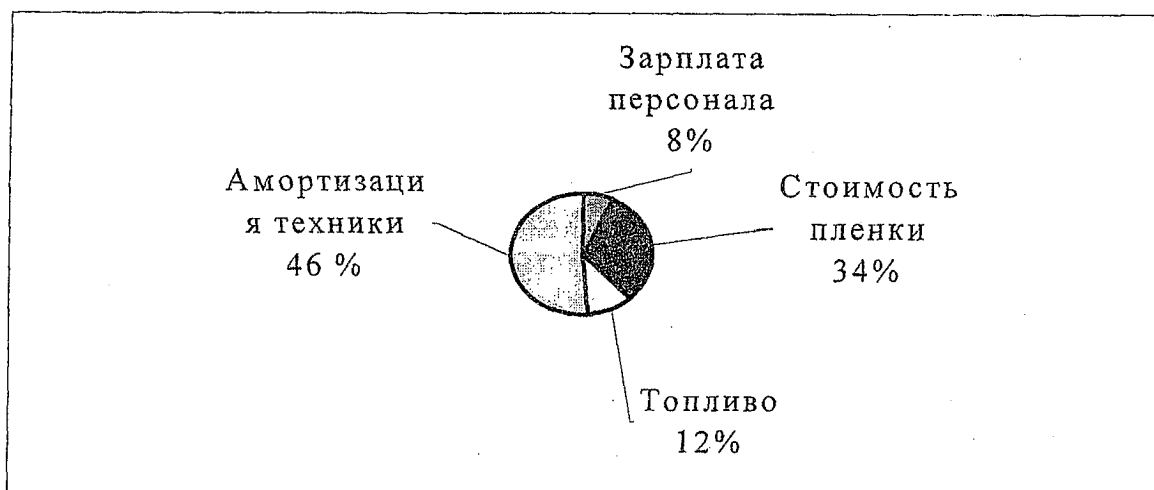 Зарплата
персонала
8%
Амортизаци
я техники
46 %
Стоимость
пленки
34%
Топливо
12%